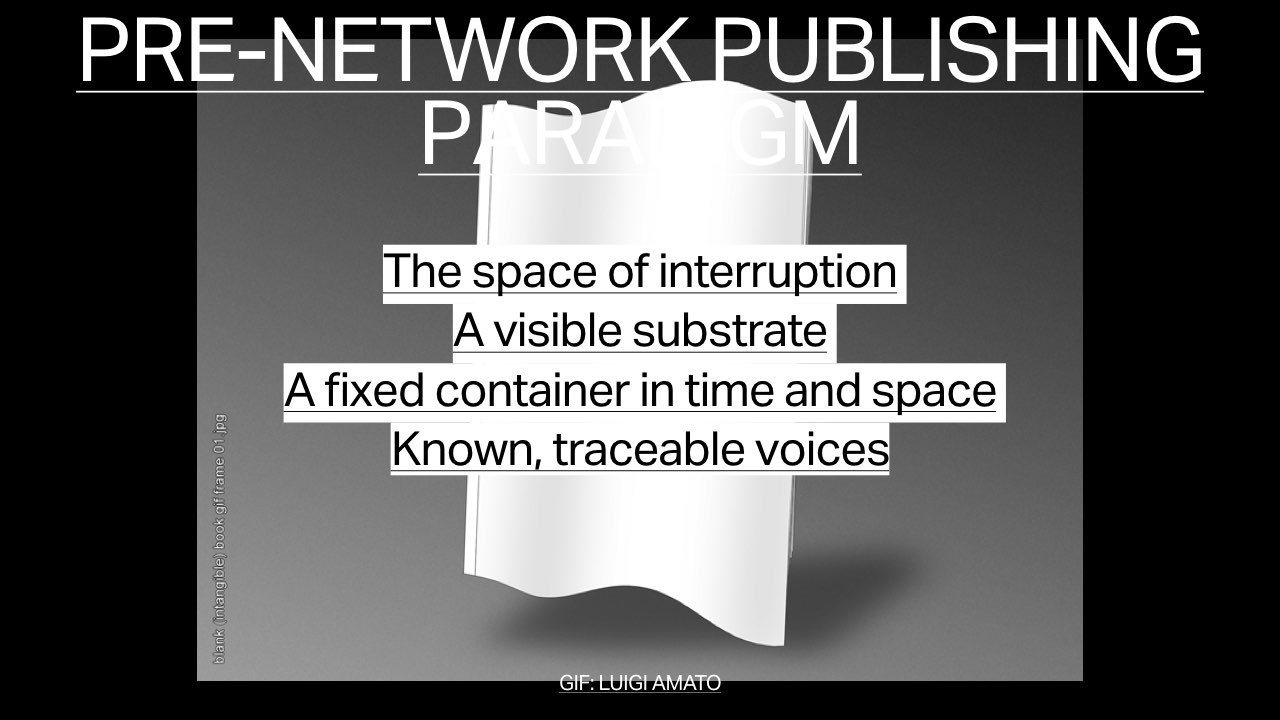 PRE-NETWORK PUBLISHING
PARADIGM
The space of interruption
A visible substrate
A fixed container in time and space
Known, traceable voices
blank (intangible) book gif frame 01.jpg
GIF: LUIGI AMATO